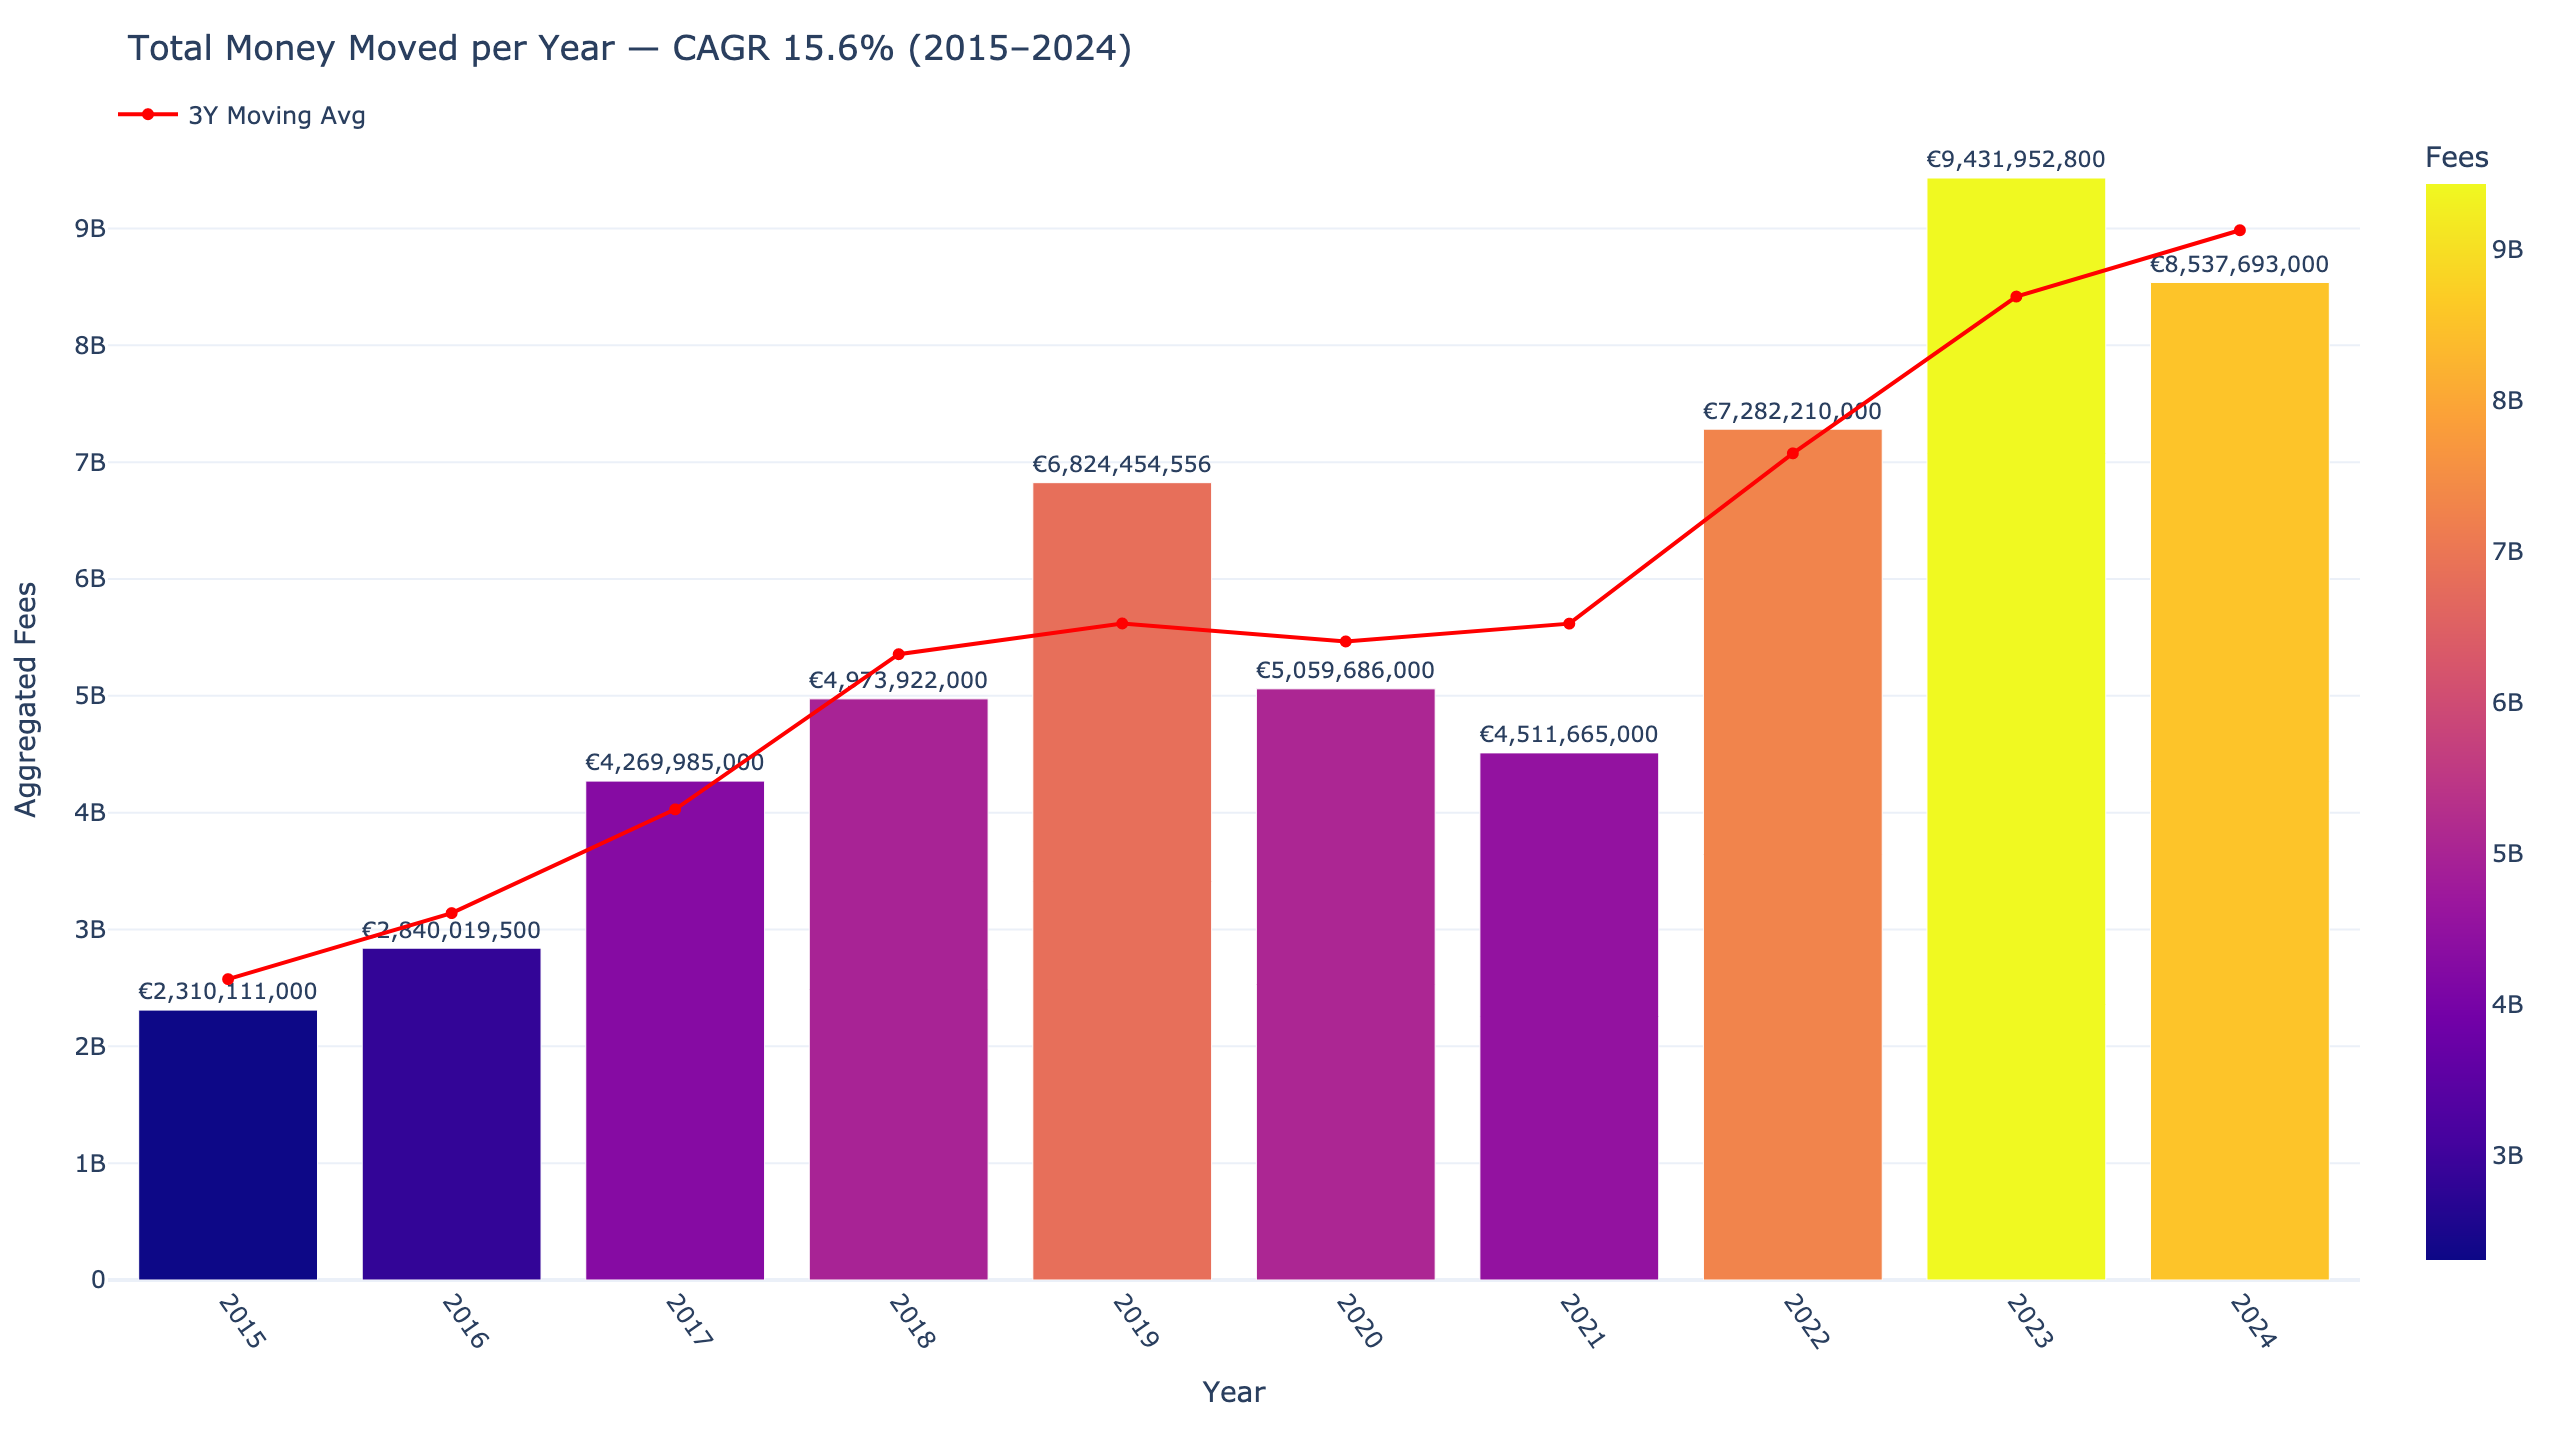 Total Money Moved per Year — CAGR 15.6% (2015–2024)
3Y Moving Avg
Fees
€9,431,952,800
€8,537,693,000
€7,282,210,000
€6,824,454,556
€5,059,686,000
€4,973,922,000
€4,511,665,000
€4,269,985,000
€2,840,019,500
€2,310,111,000
9B
8B
7B
6B
5B
4B
3B
2B
1B
0
Aggregated Fees
9B
8B
7B
6B
5B
4B
3B
2015
2016
2017
2018
2019
2020
2021
2022
2023
2024
Year